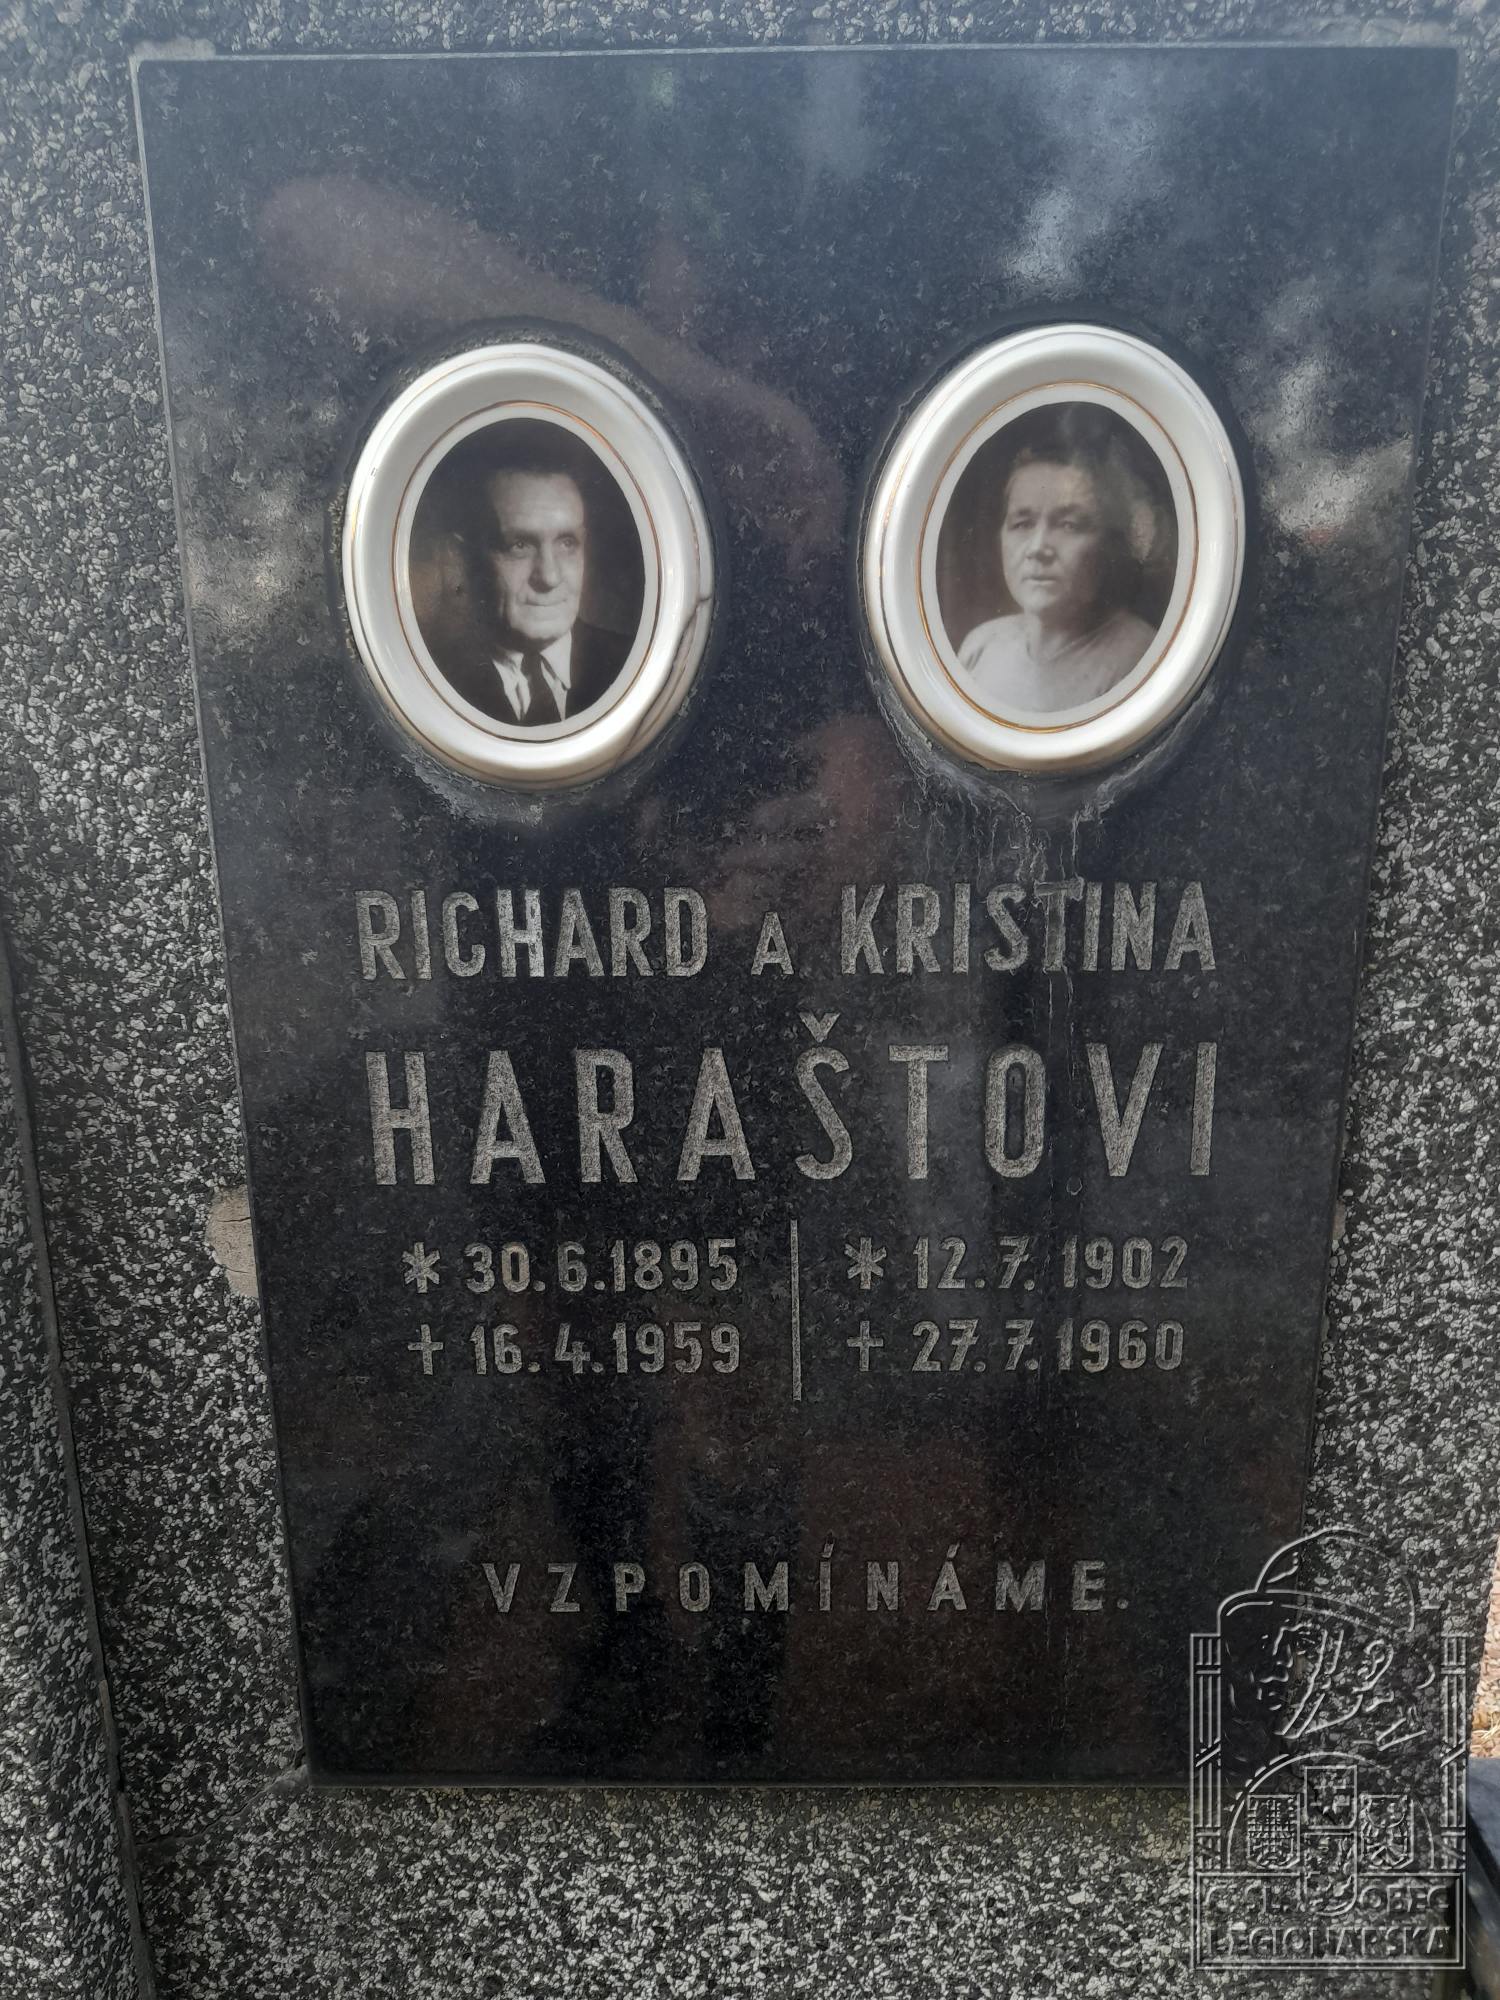 RICHARD A KRISTINA
HARAŠTOVI
* 30.6.1895 * 12.7.1902
+ 16.4.1959 + 27.7.1960
VZPOMÍNÁME.
OBEC
LEGIONÁŘSKÁ